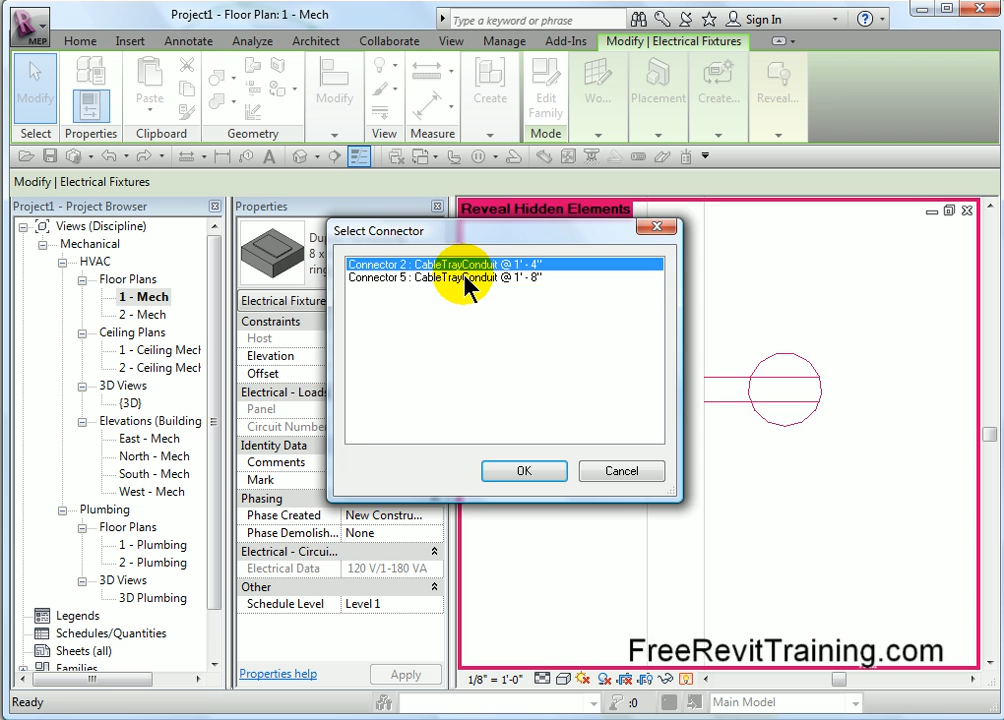 Project1 - Floor Plan: 1 - Mech
Type a keyword or phrase
Sign In
MEP
Home Insert Annotate Analyze Architect Collaborate View Manage Add-Ins Modify | Electrical Fixtures
Modify
Paste
Modify
Create
Edit
Family
Wo...
Placement
Create...
Reveal...
Select Properties Clipboard Geometry View Measure Mode
Modify | Electrical Fixtures
Project1 - Project Browser
Views (Discipline)
Mechanical
HVAC
Floor Plans
1 - Mech
2 - Mech
Ceiling Plans
1 - Ceiling Mech
2 - Ceiling Mech
3D Views
{3D}
Elevations (Building
East - Mech
North - Mech
South - Mech
West - Mech
Plumbing
Floor Plans
1 - Plumbing
2 - Plumbing
3D Views
3D Plumbing
Legends
Schedules/Quantities
Sheets (all)
Families
Properties
Dup
8 x
ring
Electrical Fixture
Constraints
Host
Elevation
Offset
Electrical - Loads
Panel
Circuit Number
Identity Data
Comments
Mark
Phasing
Phase Created New Constru...
Phase Demolish... None
Electrical - Circui...
Electrical Data 120 V/1-180 VA
Other
Schedule Level Level 1
Properties help
Apply
Reveal Hidden Elements
Select Connector
Connector 2 : CableTrayConduit @ 1' - 4"
Connector 5 : CableTrayConduit @ 1' - 8"
OK
Cancel
FreeRevitTraining.com
1/8" = 1'-0"
Ready
:0
Main Model